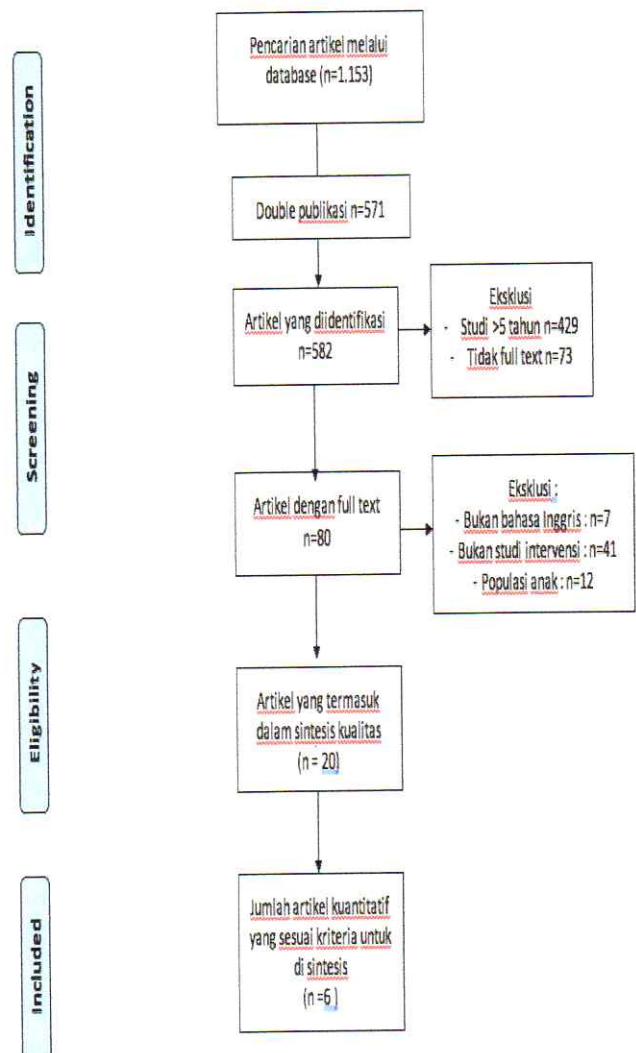 Identification
Pencarian artikel melalui
database (n=1.153)
Double publikasi n=571
Screening
Artikel yang diidentifikasi
n=582
Eksklusi
- Studi >5 tahun n=429
- Tidak full text n=73
Artikel dengan full text
n=80
Eksklusi :
- Bukan bahasa Inggris : n=7
- Bukan studi intervensi : n=41
- Populasi anak : n=12
Eligibility
Artikel yang termasuk
dalam sintesis kualitas
(n = 20)
Included
Jumlah artikel kuantitatif
yang sesuai kriteria untuk
di sintesis
(n =6 )